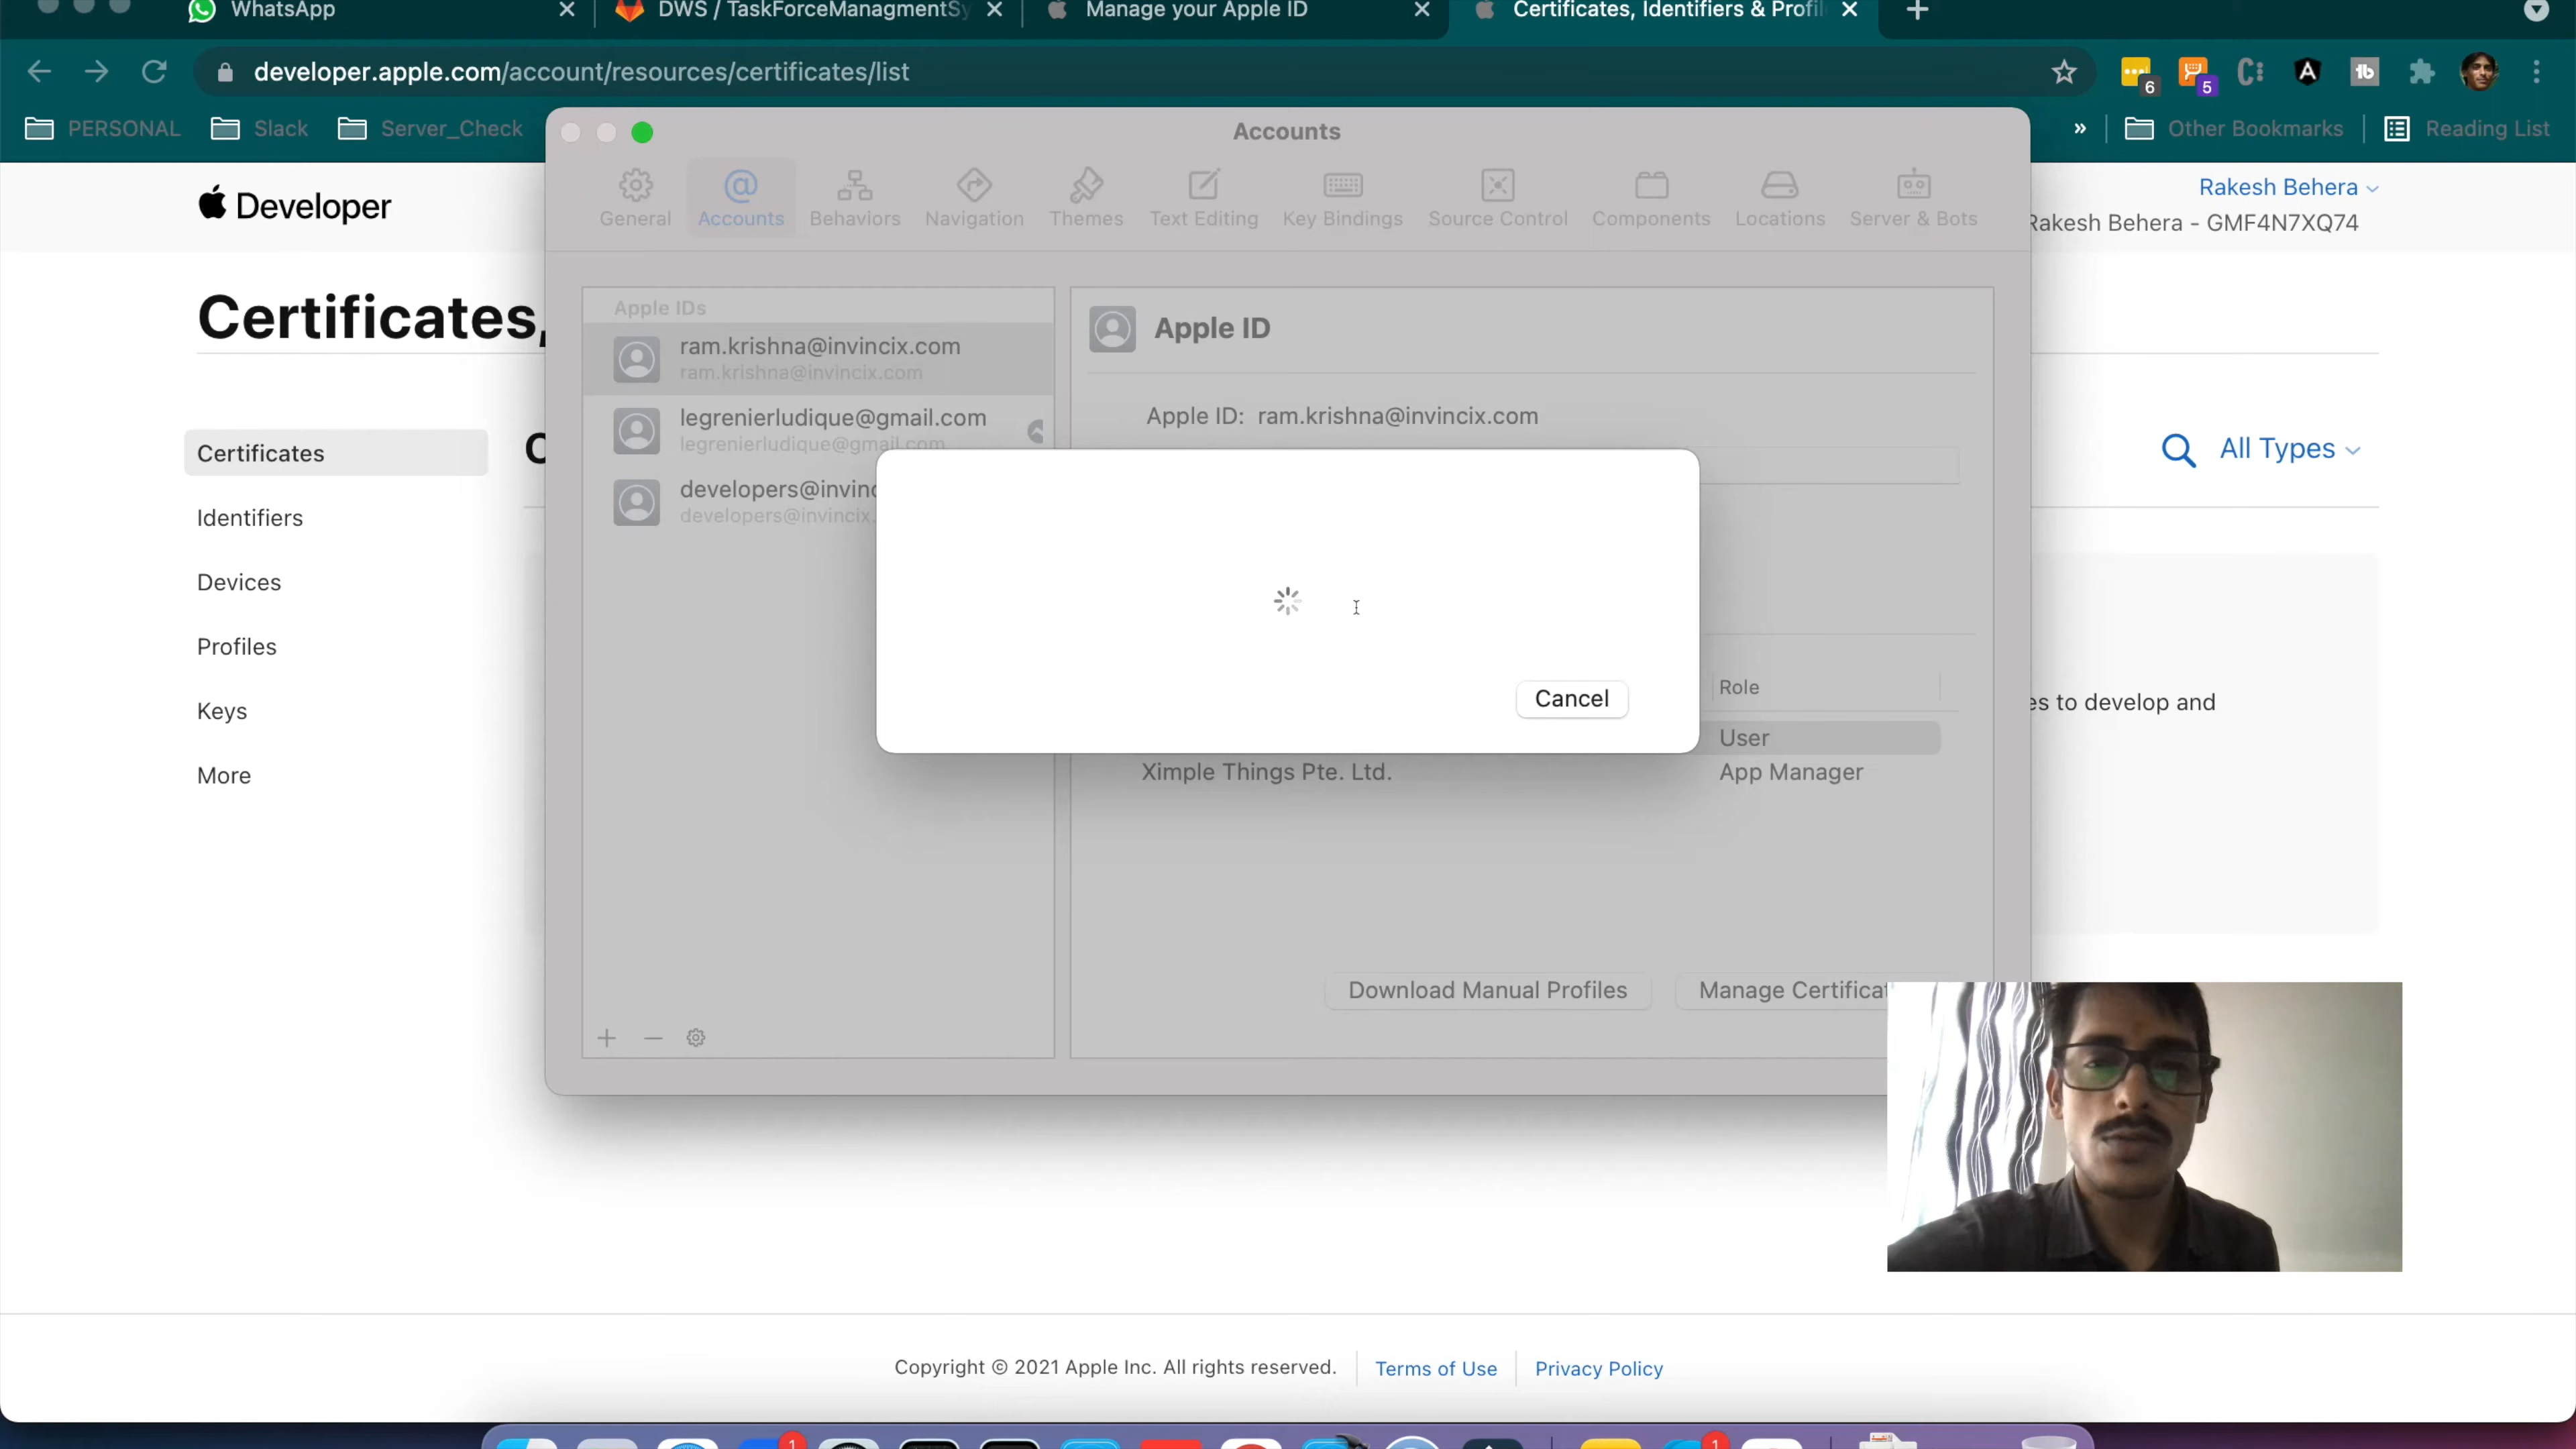 WhatsApp
DWS / TaskForceManagmentSy
Manage your Apple ID
Certificates, Identifiers & Profil
developer.apple.com/account/resources/certificates/list
6
5
PERSONAL
Slack
Server_Check
»
Other Bookmarks
Reading List
Accounts
General
Accounts
Behaviors
Navigation
Themes
Text Editing
Key Bindings
Source Control
Components
Locations
Server & Bots
Developer
Rakesh Behera
Rakesh Behera - GMF4N7XQ74
Certificates,
Apple IDs
ram.krishna@invincix.com
ram.krishna@invincix.com
legrenierludique@gmail.com
legrenierludique@gmail.com
developers@invinc
developers@invincix.
Apple ID
Apple ID: ram.krishna@invincix.com
Certificates
Identifiers
Devices
Profiles
Keys
More
C
All Types
Cancel
Role
User
Ximple Things Pte. Ltd.
App Manager
es to develop and
Download Manual Profiles
Manage Certificat
Copyright © 2021 Apple Inc. All rights reserved.
Terms of Use
Privacy Policy
1
1